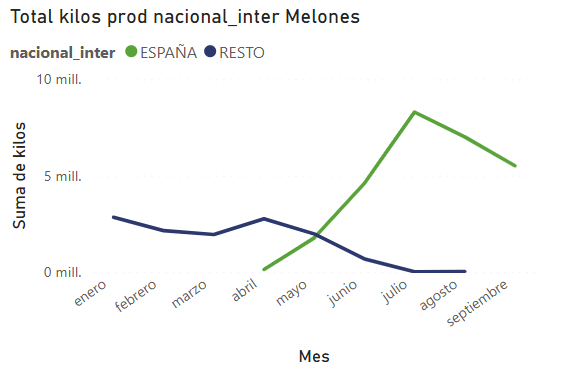 Total kilos prod nacional_inter Melones
nacional_inter ESPAÑA RESTO
10 mill.
5 mill.
0 mill.
Suma de kilos
enero
febrero
marzo
abril
mayo
junio
julio
agosto
septiembre
Mes